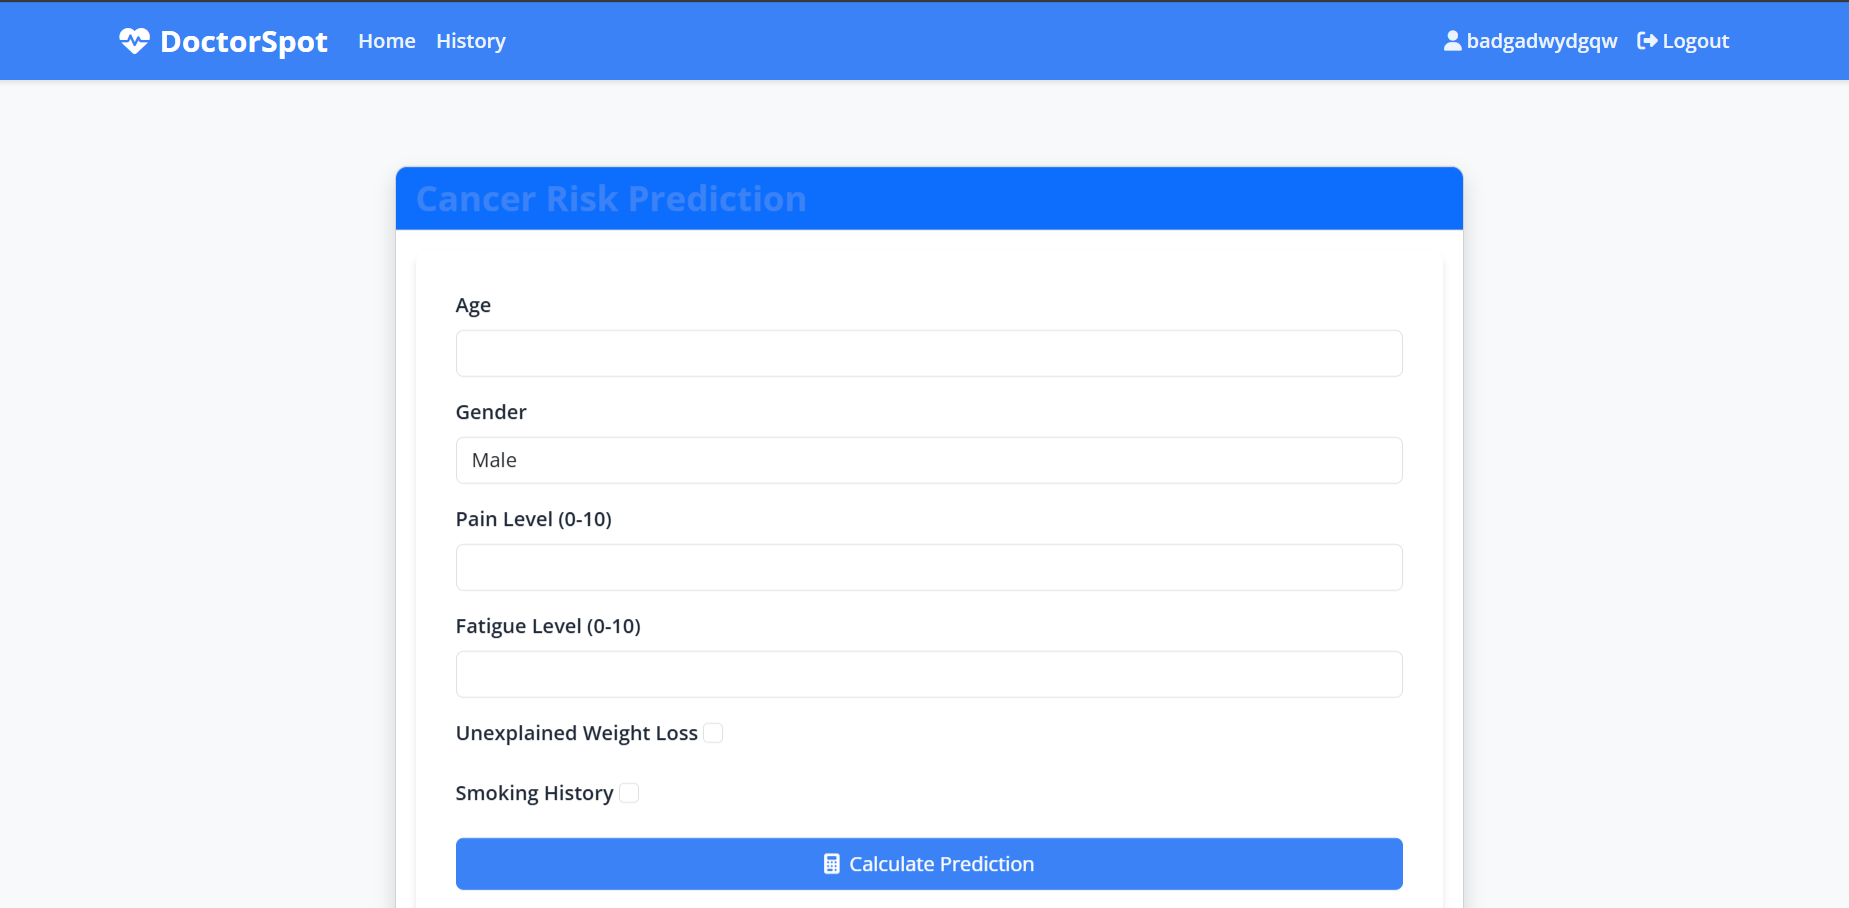 DoctorSpot Home History badgadwydgqw Logout
Cancer Risk Prediction
Age
Gender
Male
Pain Level (0-10)
Fatigue Level (0-10)
Unexplained Weight Loss
Smoking History
Calculate Prediction